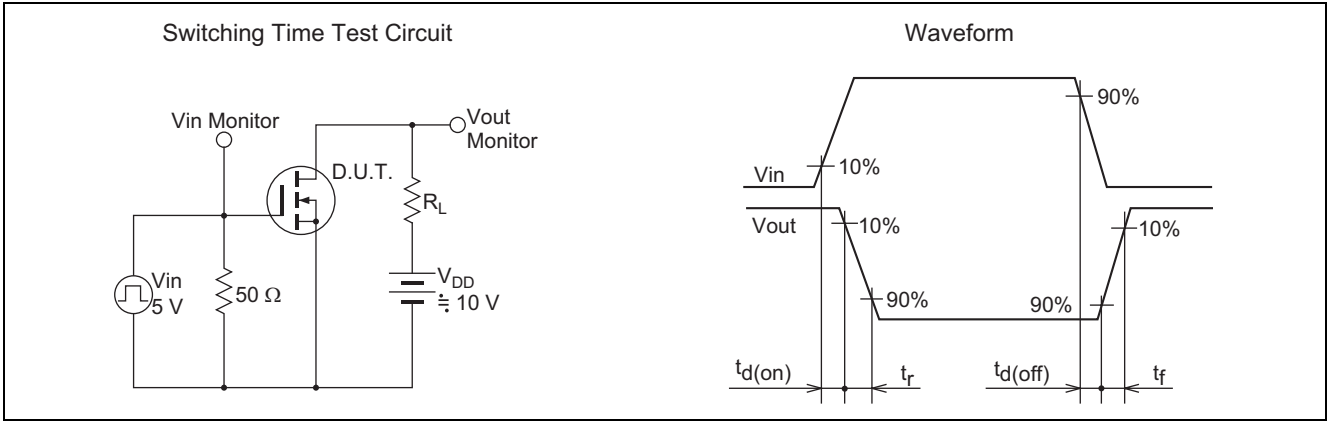 Switching Time Test Circuit
Vin Monitor
Vout
Monitor
D.U.T.
RL
Vin
5 V
50 Ω
VDD
≒ 10 V
Waveform
Vin
10%
90%
Vout
10%
90%
90%
10%
td(on)
tr
td(off)
tf